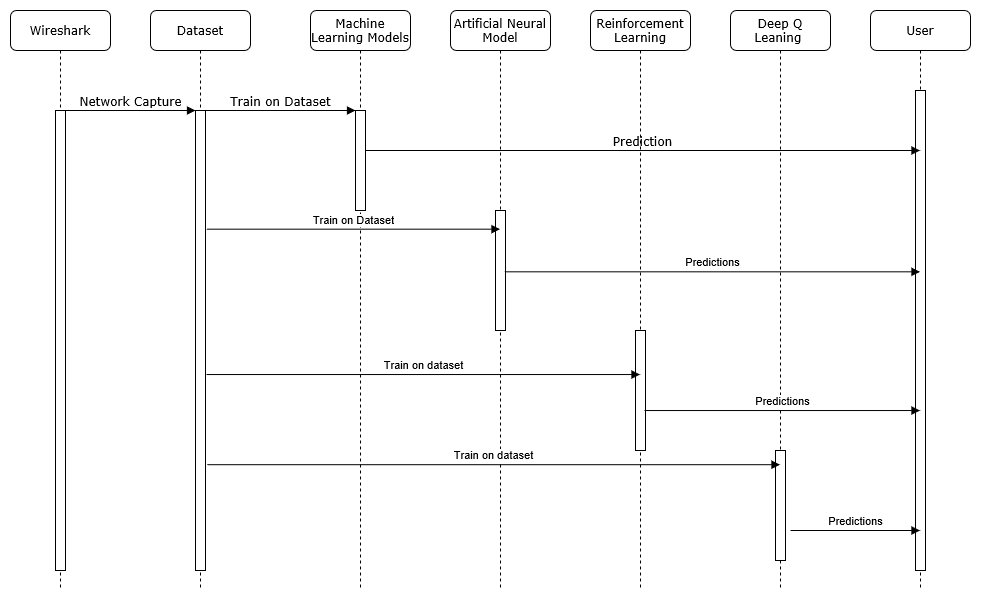 Wireshark
Dataset
Machine
Learning Models
Artificial Neural
Model
Reinforcement
Learning
Deep Q
Leaning
User
Network Capture
Train on Dataset
Prediction
Train on Dataset
Predictions
Train on dataset
Predictions
Train on dataset
Predictions